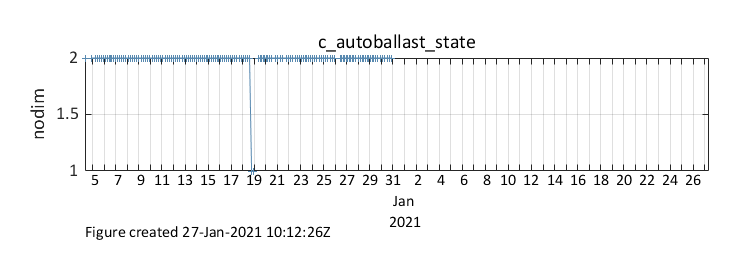 c_autoballast_state
nodim
2
1.5
1
5 7 9 11 13 15 17 19 21 23 25 27 29 31 2 4 6 8 10 12 14 16 18 20 22 24 26
Jan
2021
Figure created 27-Jan-2021 10:12:26Z